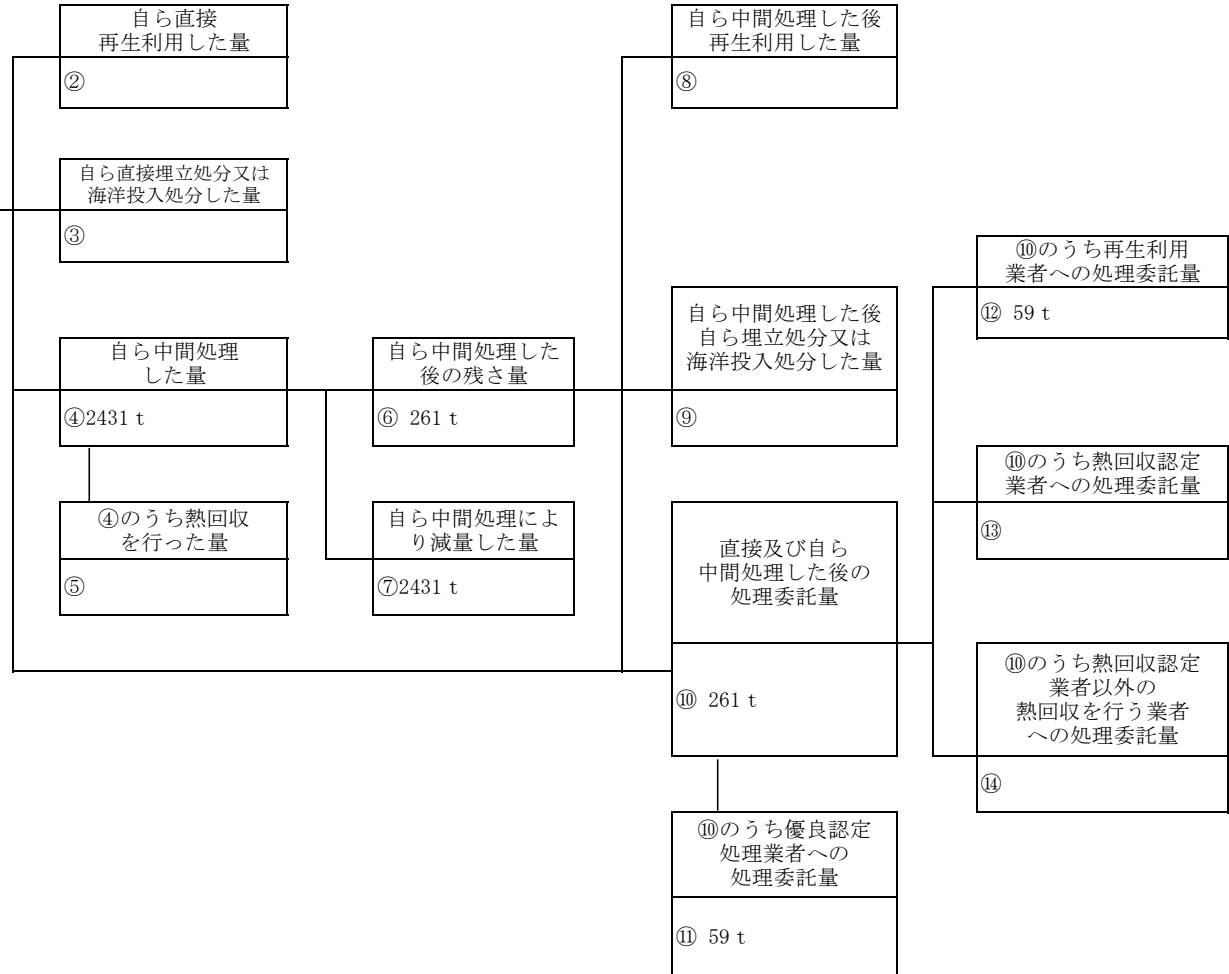 自ら直接
再生利用した量
②
自ら直接埋立処分又は
海洋投入処分した量
③
自ら中間処理
した量
④2431ｔ
④のうち熱回収
を行った量
⑤
自ら中間処理した
後の残さ量
⑥ 261ｔ
自ら中間処理によ
り減量した量
⑦2431ｔ
自ら中間処理した後
再生利用した量
⑧
自ら中間処理した後
自ら埋立処分又は
海洋投入処分した量
⑨
直接及び自ら
中間処理した後の
処理委託量
⑩ 261ｔ
⑩のうち優良認定
処理業者への
処理委託量
⑪ 59ｔ
⑩のうち再生利用
業者への処理委託量
⑫ 59ｔ
⑩のうち熱回収認定
業者への処理委託量
⑬
⑩のうち熱回収認定
業者以外の
熱回収を行う業者
への処理委託量
⑭